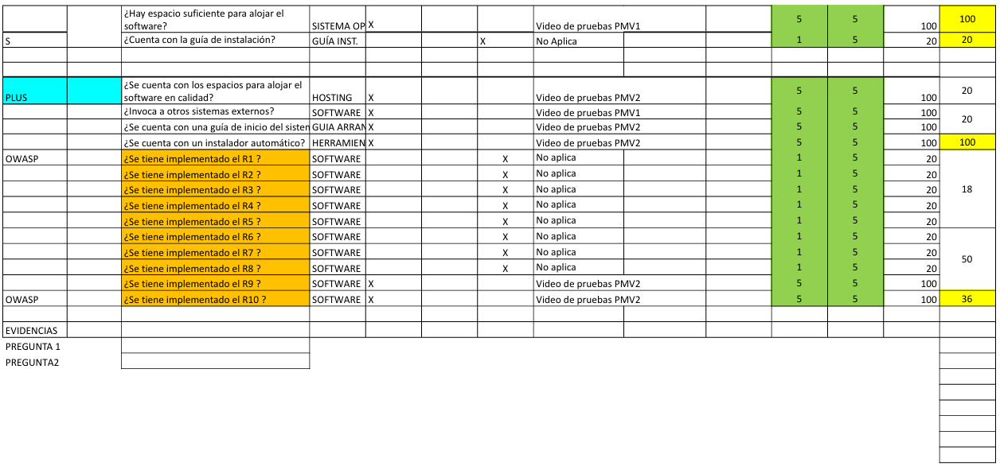 ¿Hay espacio suficiente para alojar el
software? SISTEMA OP X Video de pruebas PMV1 5 5 100 100
S ¿Cuenta con la guía de instalación? GUÍA INST. X No Aplica 1 5 20 20
¿Se cuenta con los espacios para alojar el
PLUS software en calidad? HOSTING X Video de pruebas PMV2 5 5 100 20
¿Invoca a otros sistemas externos? SOFTWARE X Video de pruebas PMV1 5 5 100
20
¿Se cuenta con una guía de inicio del sisten GUIA ARRAN X Video de pruebas PMV2 5 5 100
¿Se cuenta con un instalador automático? HERRAMIEN X Video de pruebas PMV2 5 5 100 100
OWASP ¿Se tiene implementado el R1 ? SOFTWARE X No aplica 1 5 20
¿Se tiene implementado el R2 ? SOFTWARE X No aplica 1 5 20
¿Se tiene implementado el R3 ? SOFTWARE X No aplica 1 5 20 18
¿Se tiene implementado el R4 ? SOFTWARE X No aplica 1 5 20
¿Se tiene implementado el R5 ? SOFTWARE X No aplica 1 5 20
¿Se tiene implementado el R6 ? SOFTWARE X No aplica 1 5 20
¿Se tiene implementado el R7 ? SOFTWARE X No aplica 1 5 20
50
¿Se tiene implementado el R8 ? SOFTWARE X No aplica 1 5 20
¿Se tiene implementado el R9 ? SOFTWARE X Video de pruebas PMV2 5 5 100
OWASP ¿Se tiene implementado el R10 ? SOFTWARE X Video de pruebas PMV2 5 5 100 36
EVIDENCIAS
PREGUNTA 1
PREGUNTA2